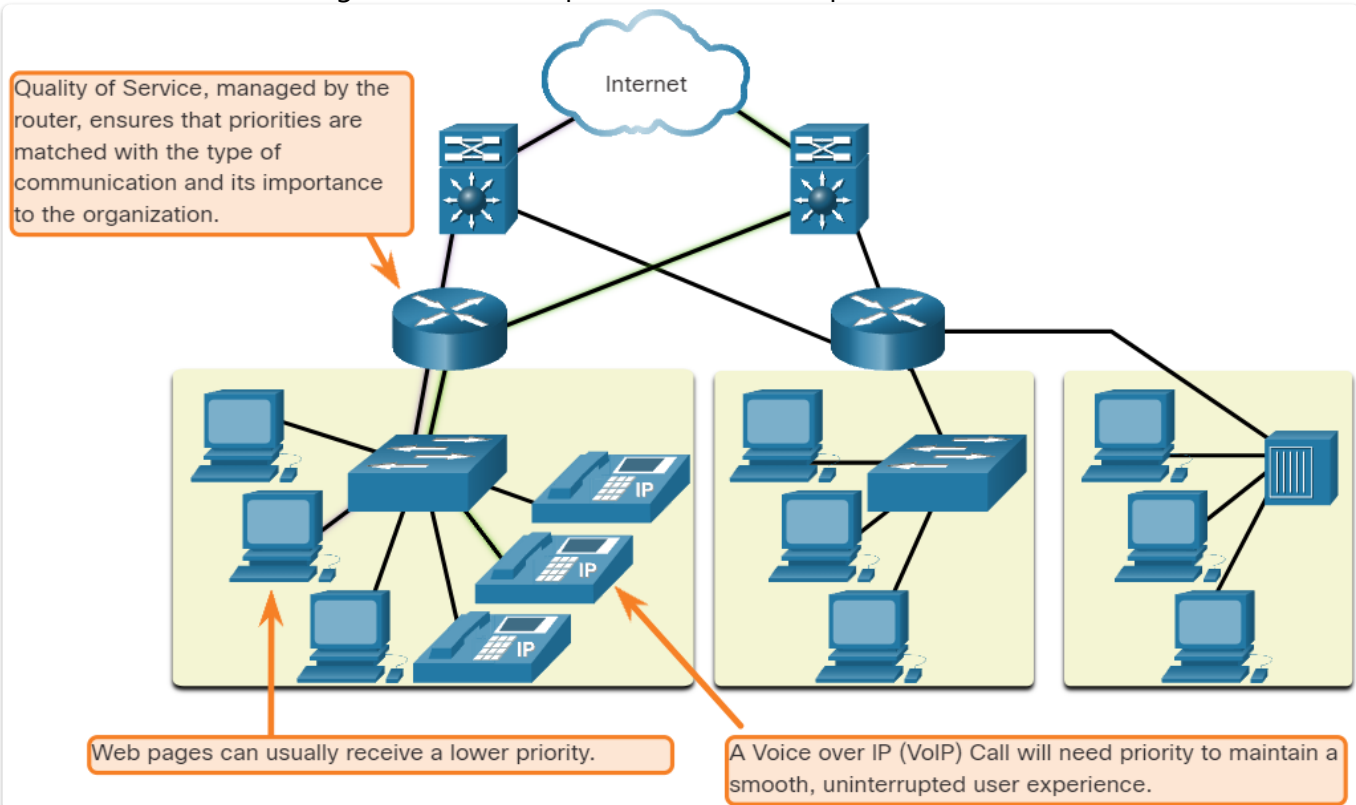 Internet
Quality of Service, managed by the
router, ensures that priorities are
matched with the type of
communication and its importance
to the organization.
IP
IP
IP
Web pages can usually receive a lower priority.
A Voice over IP (VoIP) Call will need priority to maintain a
smooth, uninterrupted user experience.